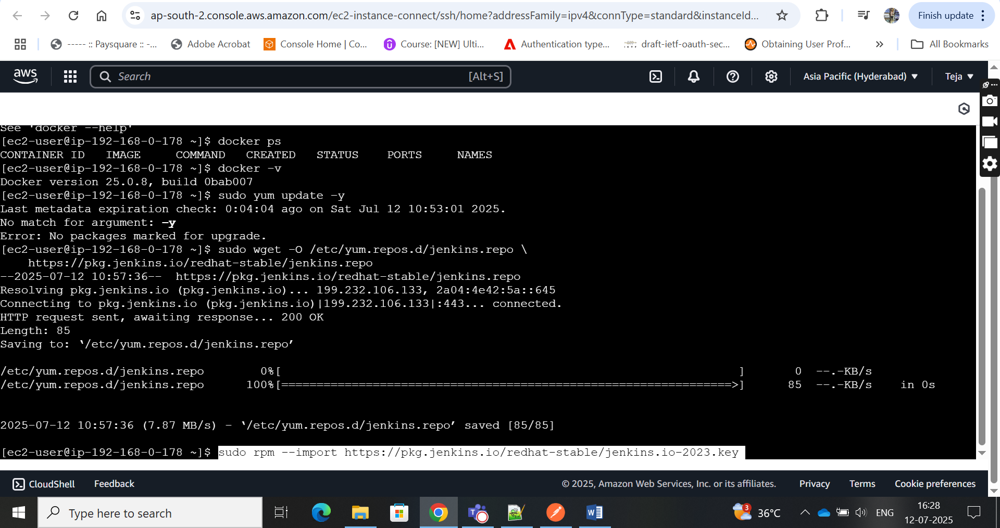 ap-south-2.console.aws.amazon.com/ec2-instance-connect/ssh/home?addressFamily=ipv4&connType=standard&instanceId...
Finish update
----- :: Paysquare :: -...
Adobe Acrobat
Console Home | Co...
Course: [NEW] Ulti...
Authentication type...
draft-ietf-oauth-sec...
Obtaining User Prof...
»
All Bookmarks
aws
Search
[Alt+S]
Asia Pacific (Hyderabad)
Teja
See 'docker --help'
[ec2-user@ip-192-168-0-178 ~]$ docker ps
CONTAINER ID   IMAGE     COMMAND   CREATED   STATUS    PORTS     NAMES
[ec2-user@ip-192-168-0-178 ~]$ docker -v
Docker version 25.0.8, build 0bab007
[ec2-user@ip-192-168-0-178 ~]$ sudo yum update –y
Last metadata expiration check: 0:04:04 ago on Sat Jul 12 10:53:01 2025.
No match for argument: –y
Error: No packages marked for upgrade.
[ec2-user@ip-192-168-0-178 ~]$ sudo wget -O /etc/yum.repos.d/jenkins.repo \
    https://pkg.jenkins.io/redhat-stable/jenkins.repo
--2025-07-12 10:57:36--  https://pkg.jenkins.io/redhat-stable/jenkins.repo
Resolving pkg.jenkins.io (pkg.jenkins.io)... 199.232.106.133, 2a04:4e42:5a::645
Connecting to pkg.jenkins.io (pkg.jenkins.io)|199.232.106.133|:443... connected.
HTTP request sent, awaiting response... 200 OK
Length: 85
Saving to: ‘/etc/yum.repos.d/jenkins.repo’
/etc/yum.repos.d/jenkins.repo        0%[                                                                 ]       0  --.-KB/s
/etc/yum.repos.d/jenkins.repo      100%[================================================================>]      85  --.-KB/s    in 0s
2025-07-12 10:57:36 (7.87 MB/s) - ‘/etc/yum.repos.d/jenkins.repo’ saved [85/85]
[ec2-user@ip-192-168-0-178 ~]$ sudo rpm --import https://pkg.jenkins.io/redhat-stable/jenkins.io-2023.key
CloudShell
Feedback
© 2025, Amazon Web Services, Inc. or its affiliates.
Privacy
Terms
Cookie preferences
Type here to search
3
36°C
ENG
16:28
12-07-2025